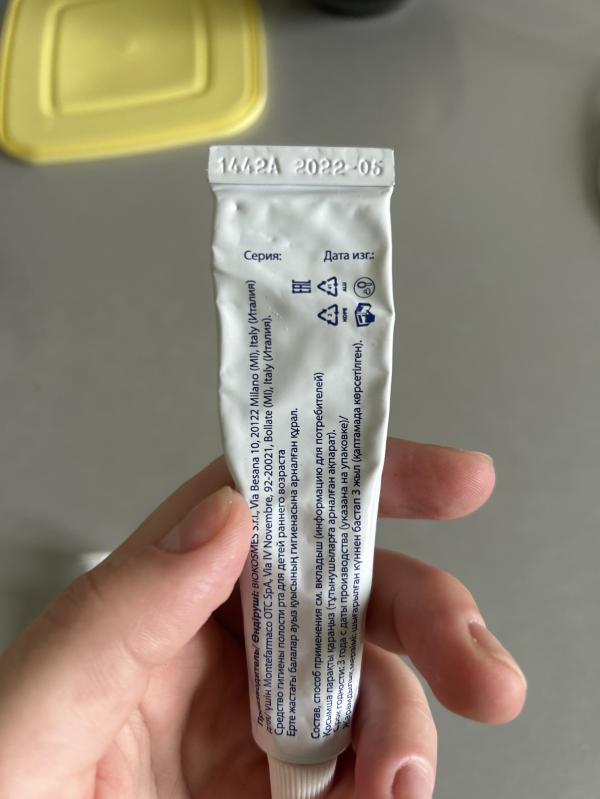 1442A 2022-05
Серия: Дата изг.:
EAC
ALU
HDPE
Производитель/ Өндіруші: BIOKOSMES s.r.l., Via Besana 10, 20122 Milano (MI), Italy (Италия)
үшін Montefarmaco OTC SpA, Via IV Novembre, 92-20021, Bollate (MI), Italy (Италия).
Средство гигиены полости рта для детей раннего возраста
Ерте жастағы балалар ауыз қуысының гигиенасына арналған құрал.
Состав, способ применения см. вкладыш (информацию для потребителей)
Қосымша парақты қараңыз (тұтынушыларға арналған ақпарат).
Срок годности: 3 года с даты производства (указана на упаковке)/
Жарамдылық мерзімі: шығарылған күннен бастап 3 жыл (қаптамада көрсетілген).